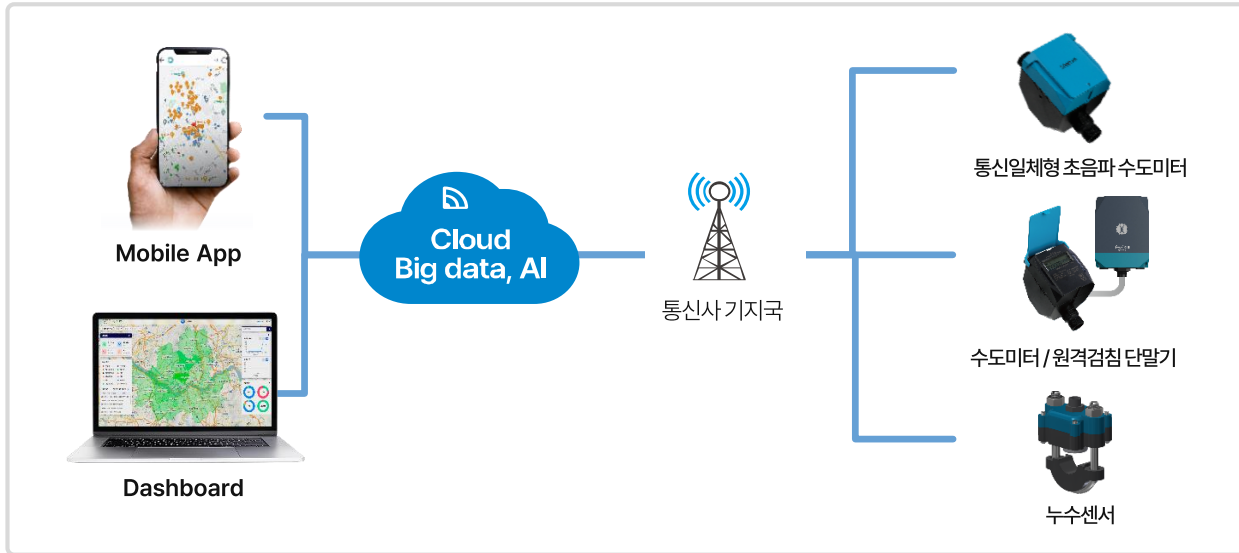 Mobile App
Dashboard
Cloud
Big data, AI
통신사 기지국
통신일체형 초음파 수도미터
수도미터 / 원격검침 단말기
누수센서